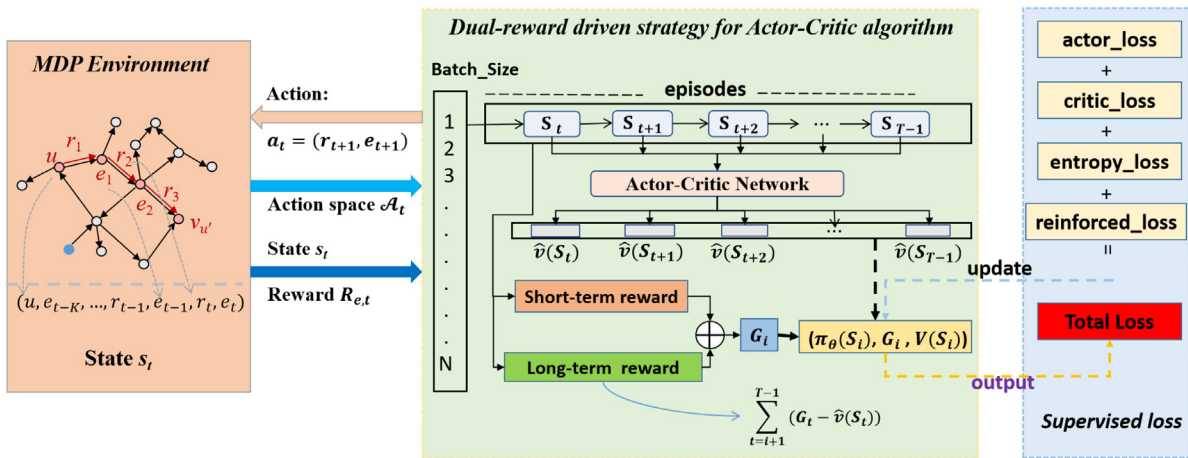 Dual-reward driven strategy for Actor-Critic algorithm
MDP Environment
r₁
u
r₂
e₁
r₃
e₂
v_{u'}
(u, e_{t−K}, ..., r_{t−1}, e_{t−1}, r_t, e_t)
State s_t
Action:
a_t = (r_{t+1}, e_{t+1})
Action space 𝒜_t
State s_t
Reward R_{e,t}
Batch_Size
1
2
3
.
.
.
.
.
.
N
episodes
S_t
S_{t+1}
S_{t+2}
...
S_{T−1}
Actor-Critic Network
...
v̂(S_t)
v̂(S_{t+1})
v̂(S_{t+2})
v̂(S_{T−1})
Short-term reward
Long-term reward
G_i
(π_θ(S_i), G_i , V(S_i))
∑_{t=i+1}^{T−1} (G_t − v̂(S_t))
update
output
actor_loss
+
critic_loss
+
entropy_loss
+
reinforced_loss
=
Total Loss
Supervised loss